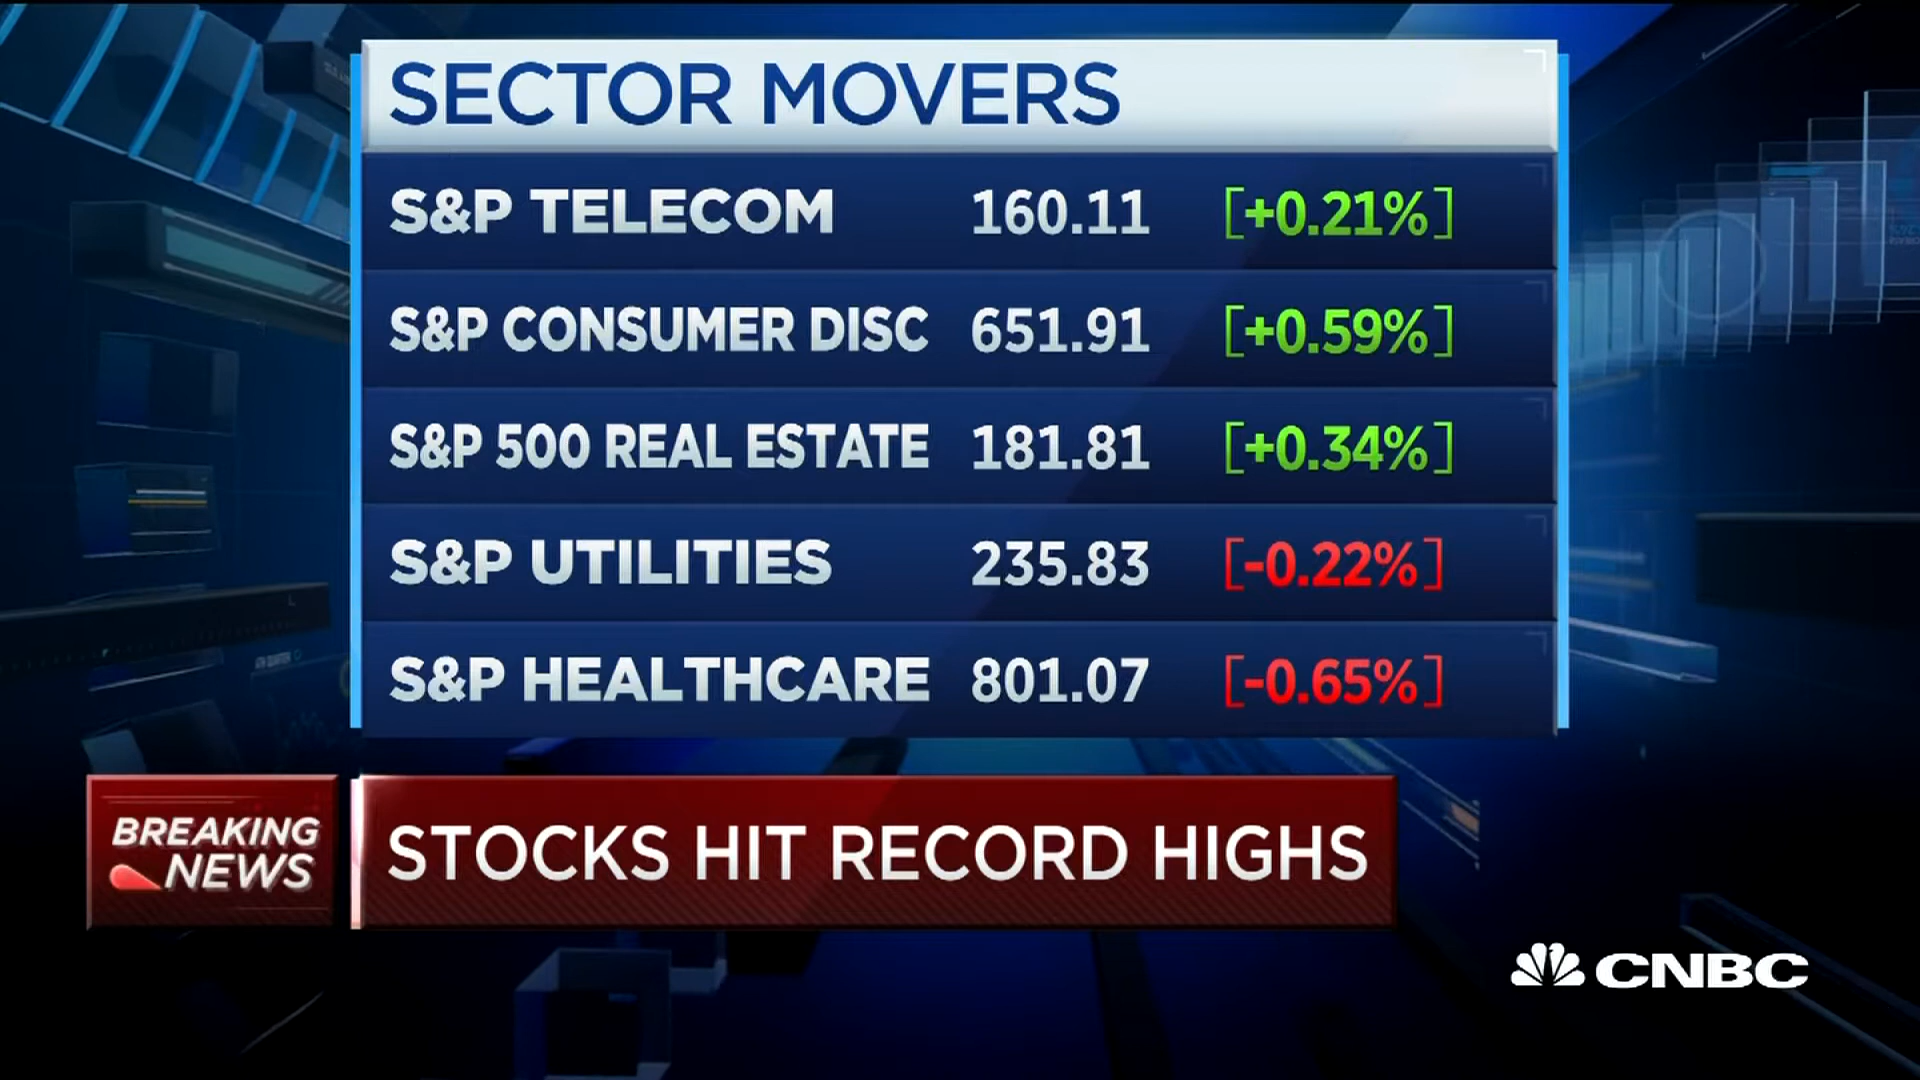 SECTOR MOVERS
S&P TELECOM 160.11 [+0.21%]
S&P CONSUMER DISC 651.91 [+0.59%]
S&P 500 REAL ESTATE 181.81 [+0.34%]
S&P UTILITIES 235.83 [-0.22%]
S&P HEALTHCARE 801.07 [-0.65%]
BREAKING
NEWS
STOCKS HIT RECORD HIGHS
CNBC